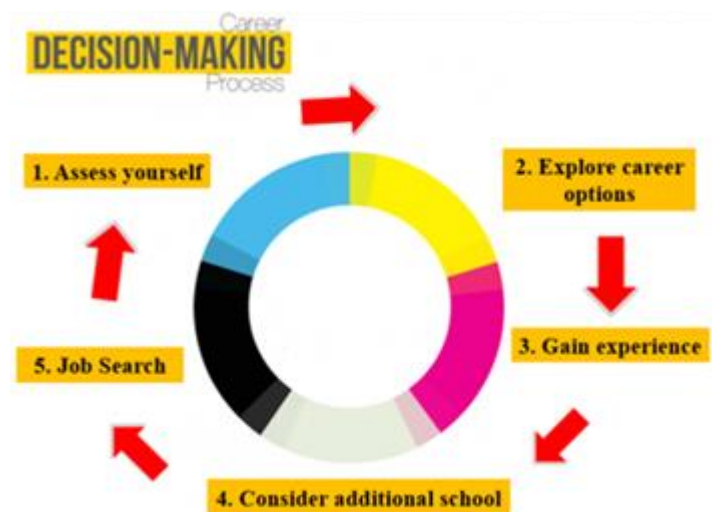 Career
DECISION-MAKING
Process
1. Assess yourself
2. Explore career
options
3. Gain experience
4. Consider additional school
5. Job Search